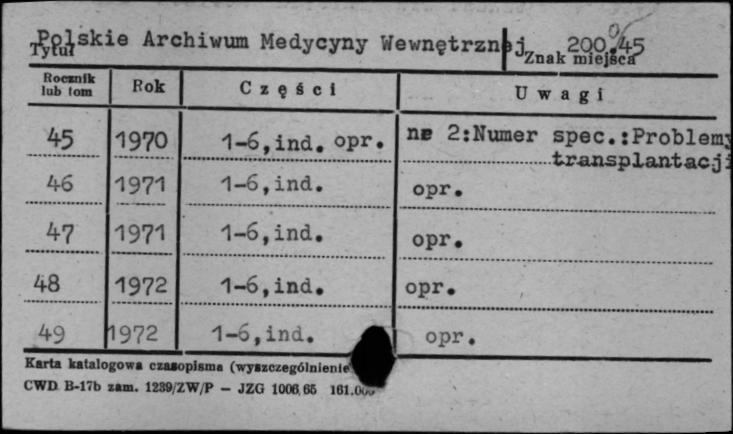 Polskie Archiwum Medycyny Wewnętrznej 200.45
Tytuł Znak miejsca
Rocznik lub tom Rok Części Uwagi
45 1970 1-6,ind. opr. nr 2:Numer spec.:Problemy
transplantacji
46 1971 1-6,ind. opr.
47 1971 1-6,ind. opr.
48 1972 1-6,ind. opr.
49 1972 1-6,ind. opr.
Karta katalogowa czasopisma (wyszczególnienie
CWD B-17b zam. 1239/ZW/P — JZG 1006 65